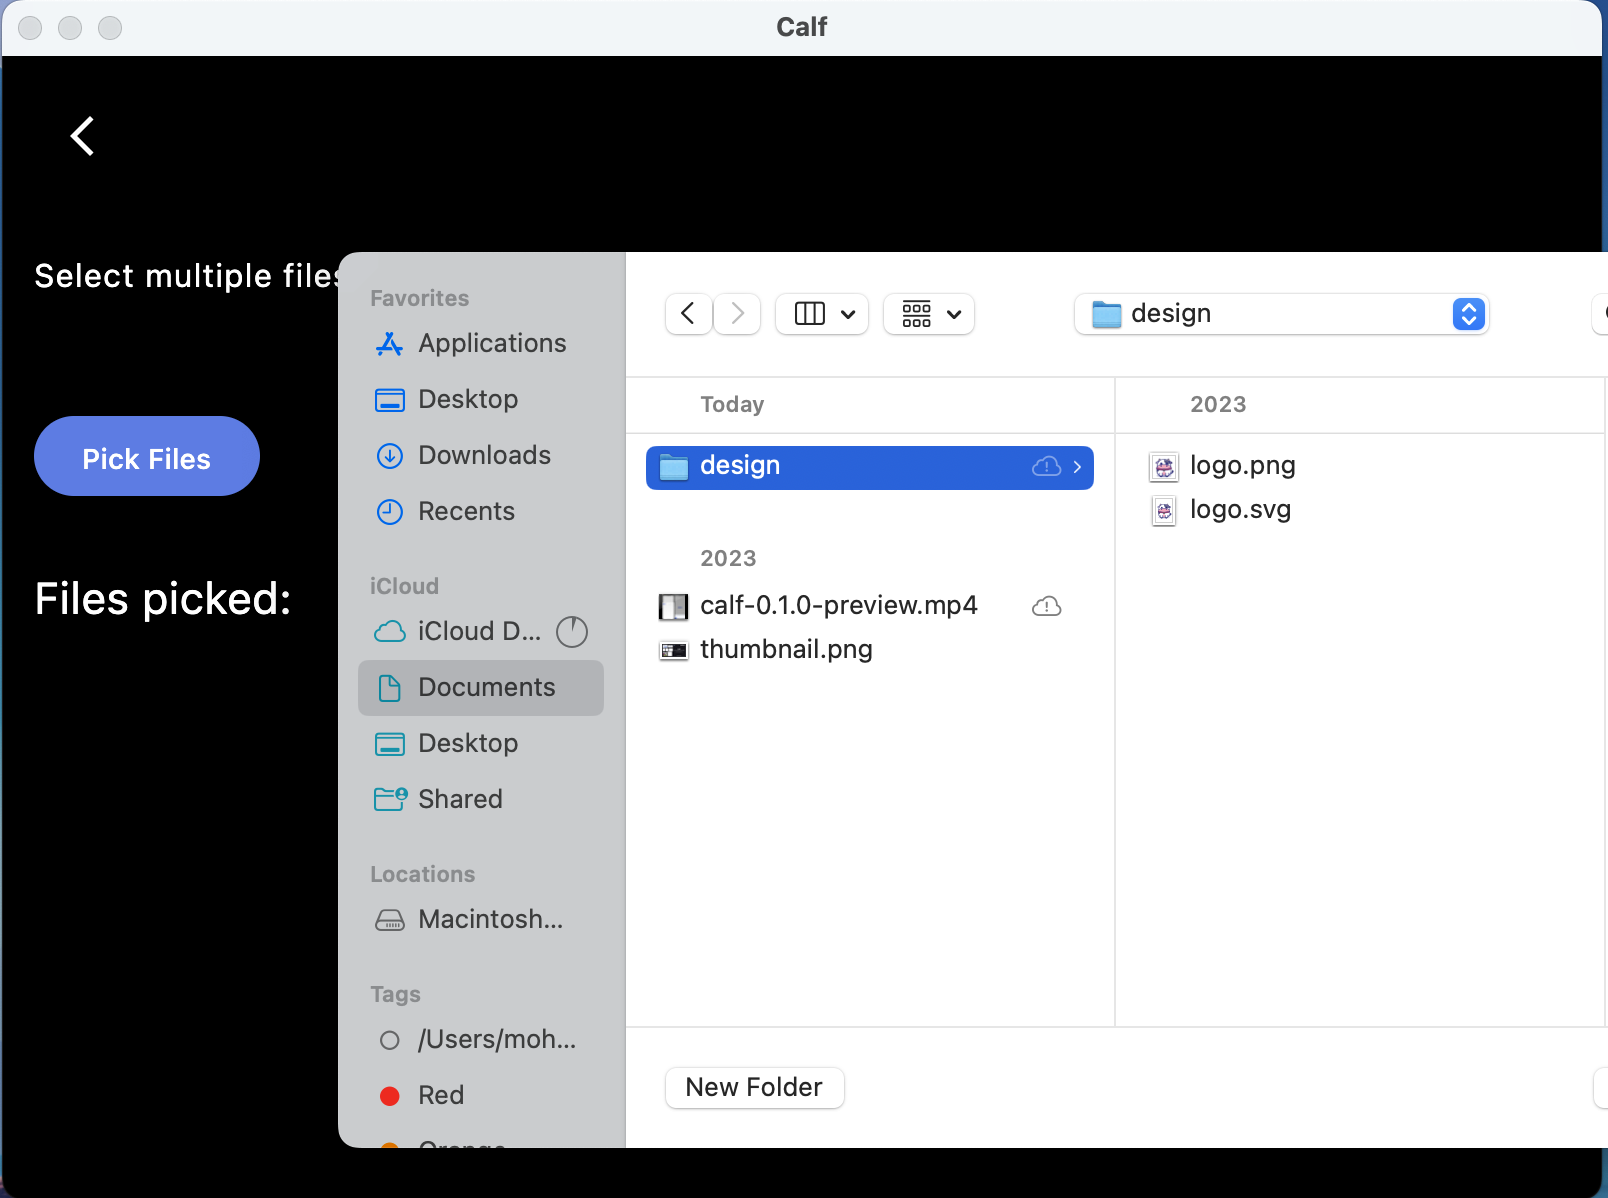 Calf
Select multiple files
Pick Files
Files picked:
Favorites
Applications
Desktop
Downloads
Recents
iCloud
iCloud D...
Documents
Desktop
Shared
Locations
Macintosh...
Tags
/Users/moh...
Red
Orange
design
Today
design
2023
calf-0.1.0-preview.mp4
thumbnail.png
2023
logo.png
logo.svg
New Folder